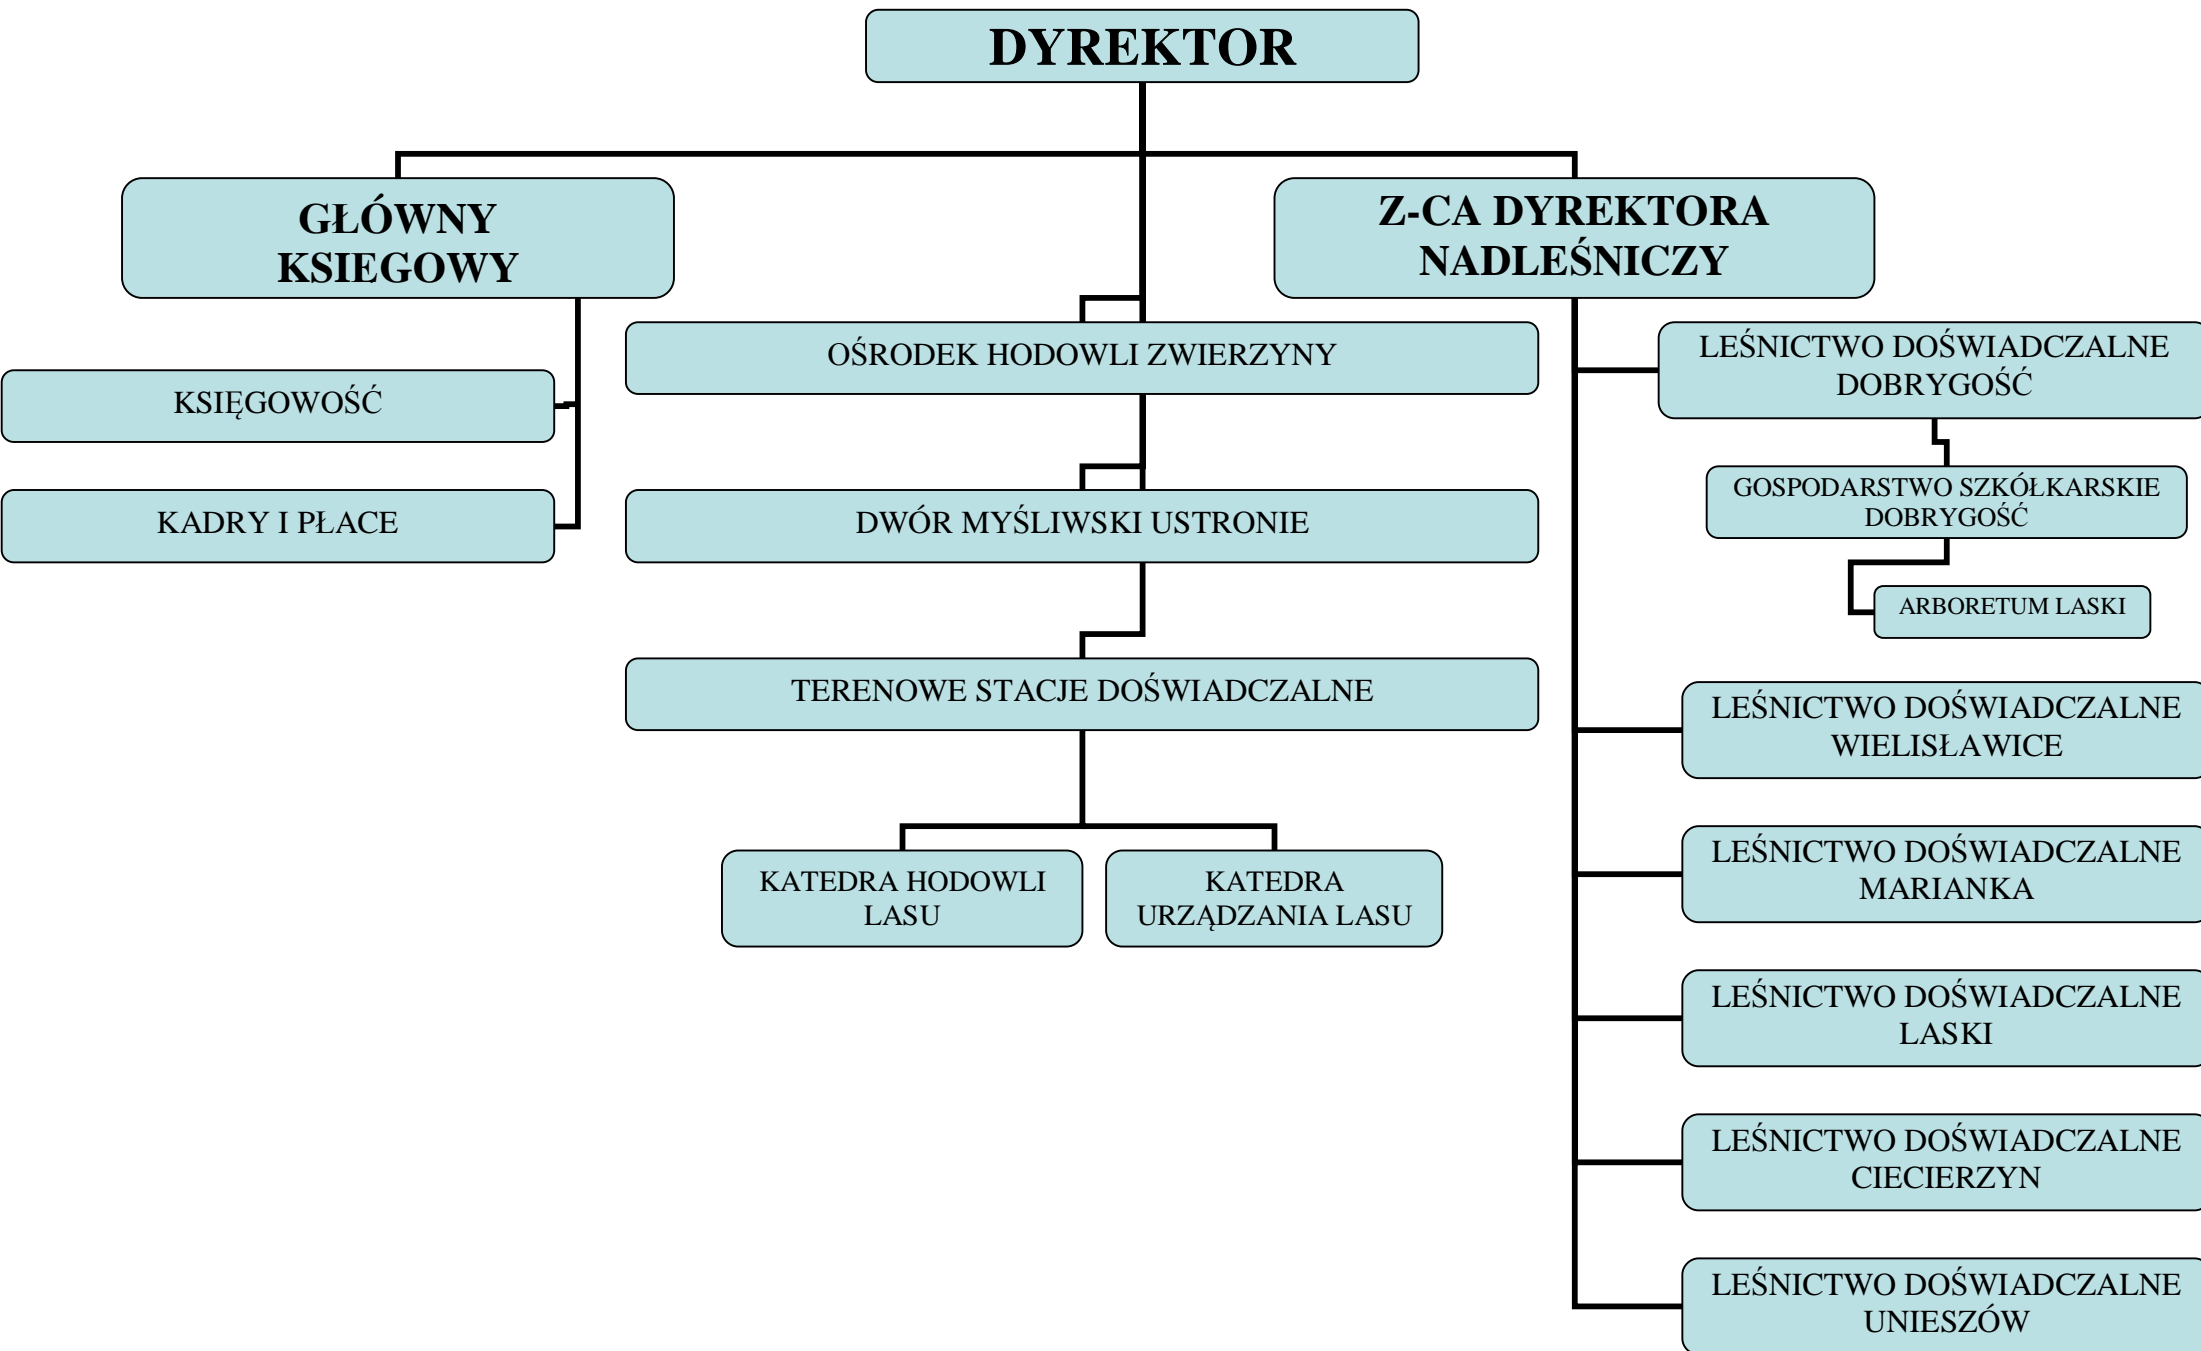 DYREKTOR
GŁÓWNY
KSIEGOWY
Z-CA DYREKTORA
NADLEŚNICZY
KSIĘGOWOŚĆ
KADRY I PŁACE
OŚRODEK HODOWLI ZWIERZYNY
DWÓR MYŚLIWSKI USTRONIE
TERENOWE STACJE DOŚWIADCZALNE
KATEDRA HODOWLI
LASU
KATEDRA
URZĄDZANIA LASU
LEŚNICTWO DOŚWIADCZALNE
DOBRYGOŚĆ
GOSPODARSTWO SZKÓŁKARSKIE
DOBRYGOŚĆ
ARBORETUM LASKI
LEŚNICTWO DOŚWIADCZALNE
WIELISŁAWICE
LEŚNICTWO DOŚWIADCZALNE
MARIANKA
LEŚNICTWO DOŚWIADCZALNE
LASKI
LEŚNICTWO DOŚWIADCZALNE
CIECIERZYN
LEŚNICTWO DOŚWIADCZALNE
UNIESZÓW